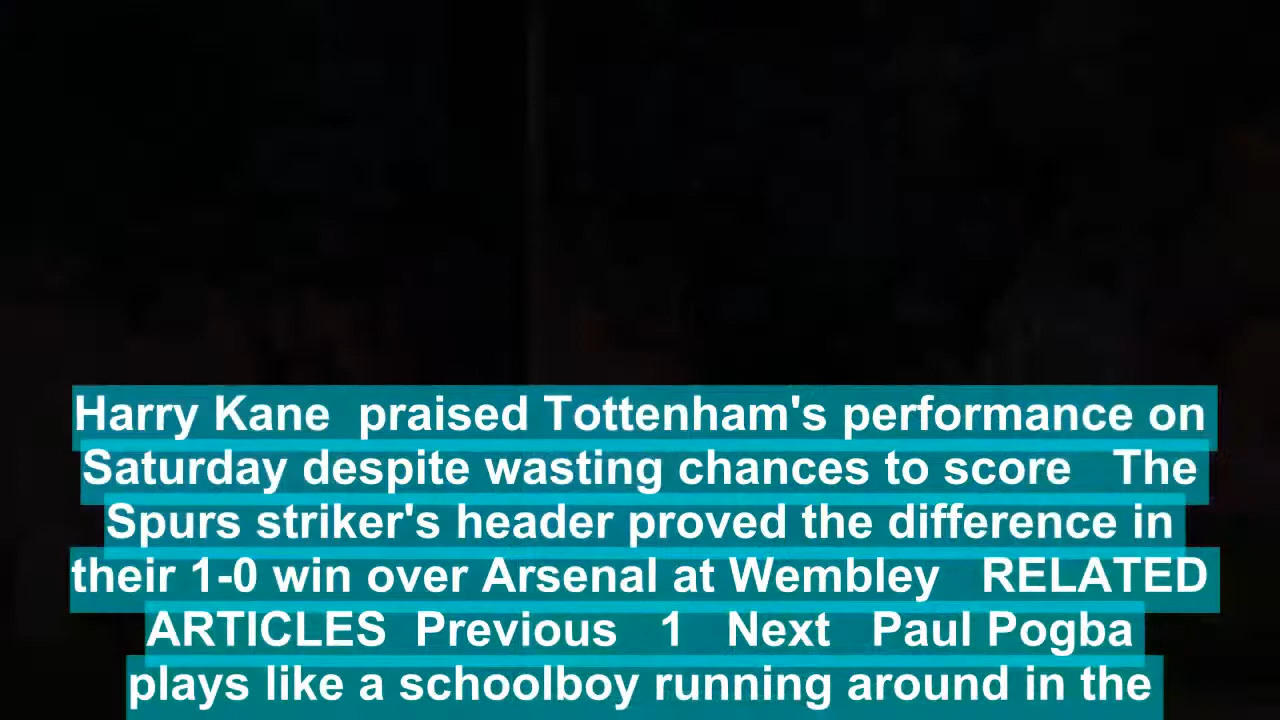 Harry Kane  praised Tottenham's performance on
Saturday despite wasting chances to score   The
Spurs striker's header proved the difference in
their 1-0 win over Arsenal at Wembley   RELATED
ARTICLES  Previous   1   Next   Paul Pogba
plays like a schoolboy running around in the